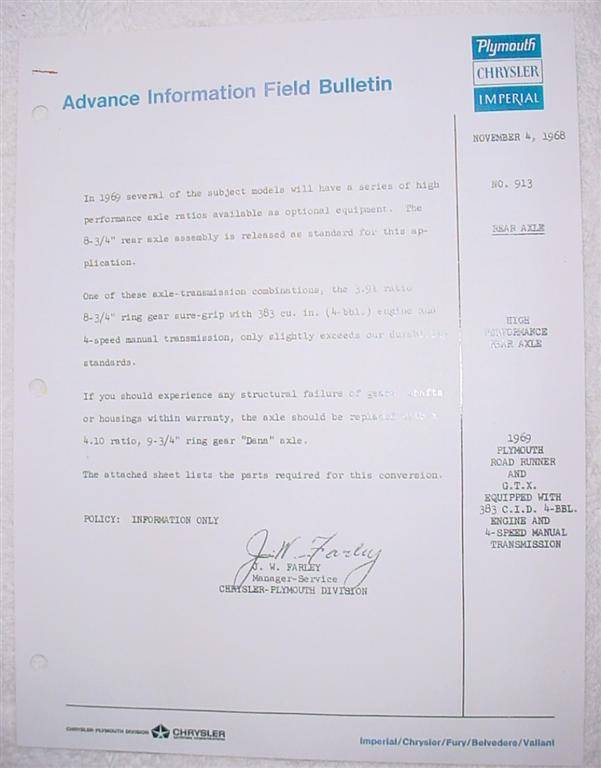 Plymouth
CHRYSLER
IMPERIAL
Advance Information Field Bulletin
NOVEMBER 4, 1968
NO. 913
REAR AXLE
HIGH
PERFORMANCE
REAR AXLE
1969
PLYMOUTH
ROAD RUNNER
AND
G.T.X.
EQUIPPED WITH
383 C.I.D. 4-BBL.
ENGINE AND
4-SPEED MANUAL
TRANSMISSION
In 1969 several of the subject models will have a series of high
performance axle ratios available as optional equipment. The
8-3/4" rear axle assembly is released as standard for this ap-
plication.
One of these axle-transmission combinations, the 3.91 ratio
8-3/4" ring gear sure-grip with 383 cu. in. (4-bbl.) engine and
4-speed manual transmission, only slightly exceeds our
standards.
If you should experience any structural failure of gears, shafts
or housings within warranty, the axle should be replaced with a
4.10 ratio, 9-3/4" ring gear "Dana" axle.
The attached sheet lists the parts required for this conversion.
POLICY: INFORMATION ONLY
J. W. Farley
J. W. FARLEY
Manager-Service
CHRYSLER-PLYMOUTH DIVISION
CHRYSLER-PLYMOUTH DIVISION CHRYSLER
Imperial/Chrysler/Fury/Belvedere/Valiant